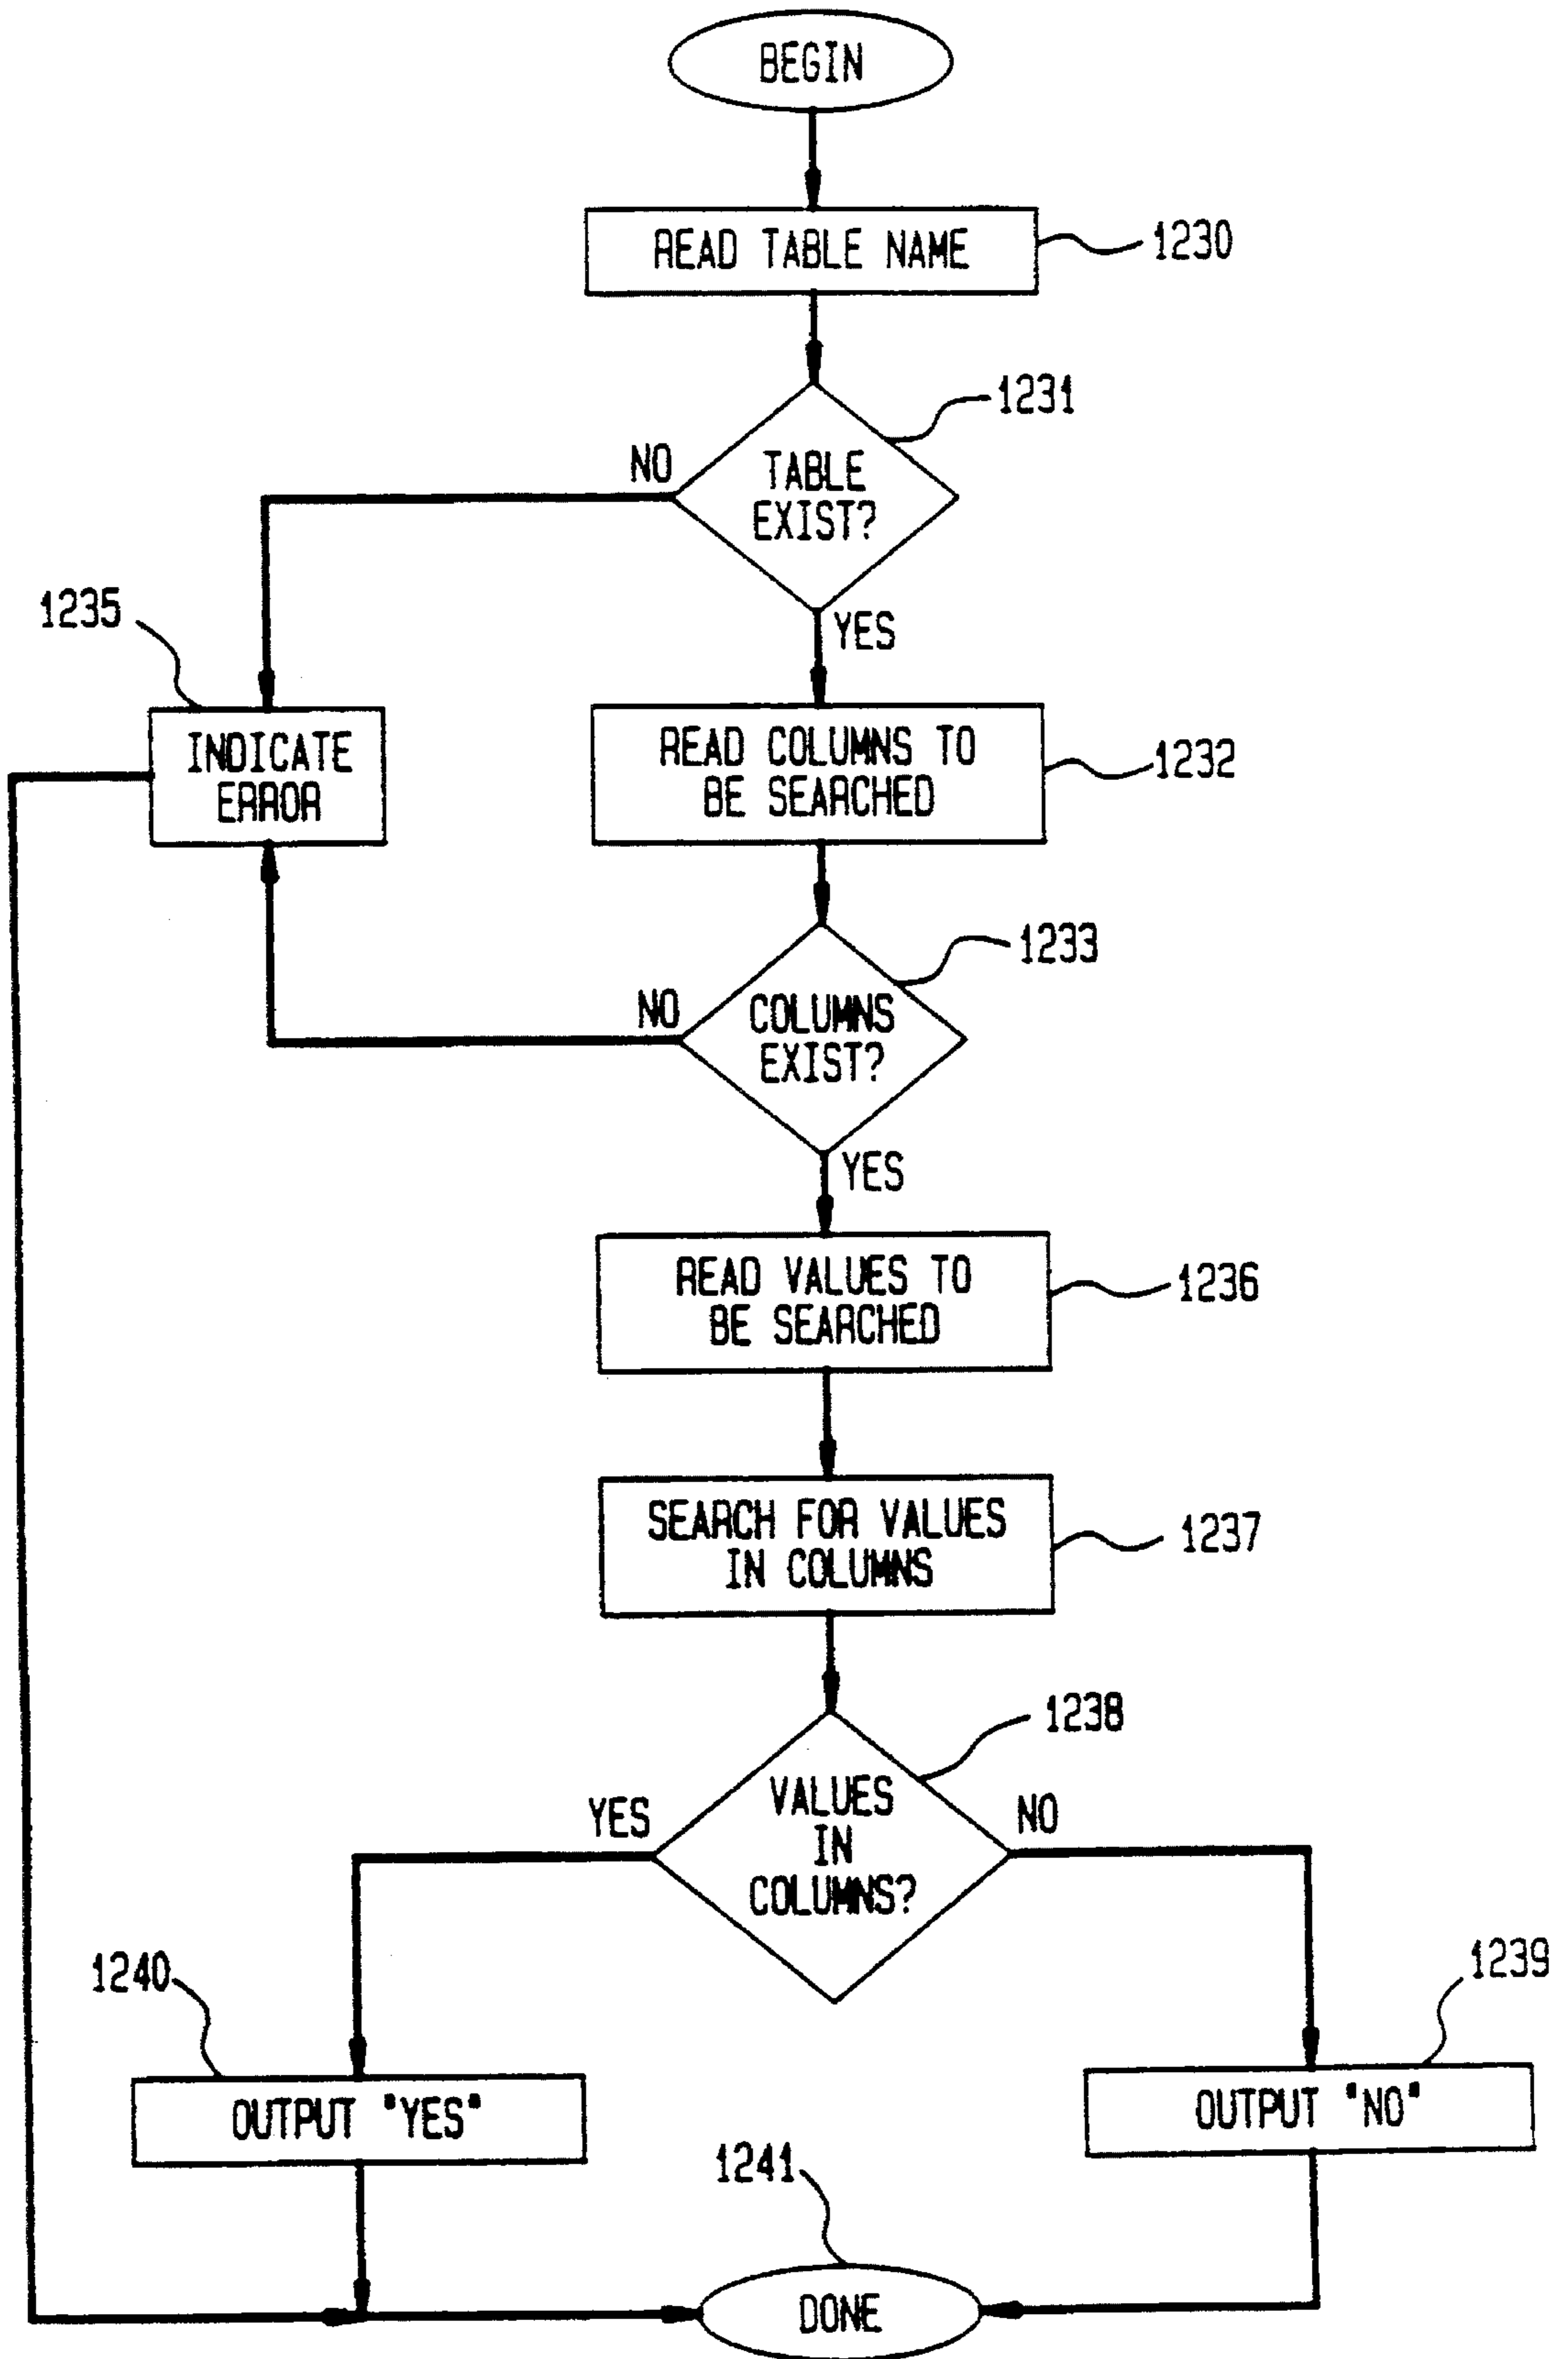 BEGIN
READ TABLE NAME
1230
1231
NO
TABLE
EXIST?
YES
1235
INDICATE
ERROR
READ COLUMNS TO
BE SEARCHED
1232
1233
NO
COLUMNS
EXIST?
YES
READ VALUES TO
BE SEARCHED
1236
SEARCH FOR VALUES
IN COLUMNS
1237
1238
YES
VALUES
IN
COLUMNS?
NO
1240
1239
OUTPUT "YES"
OUTPUT "NO"
1241
DONE